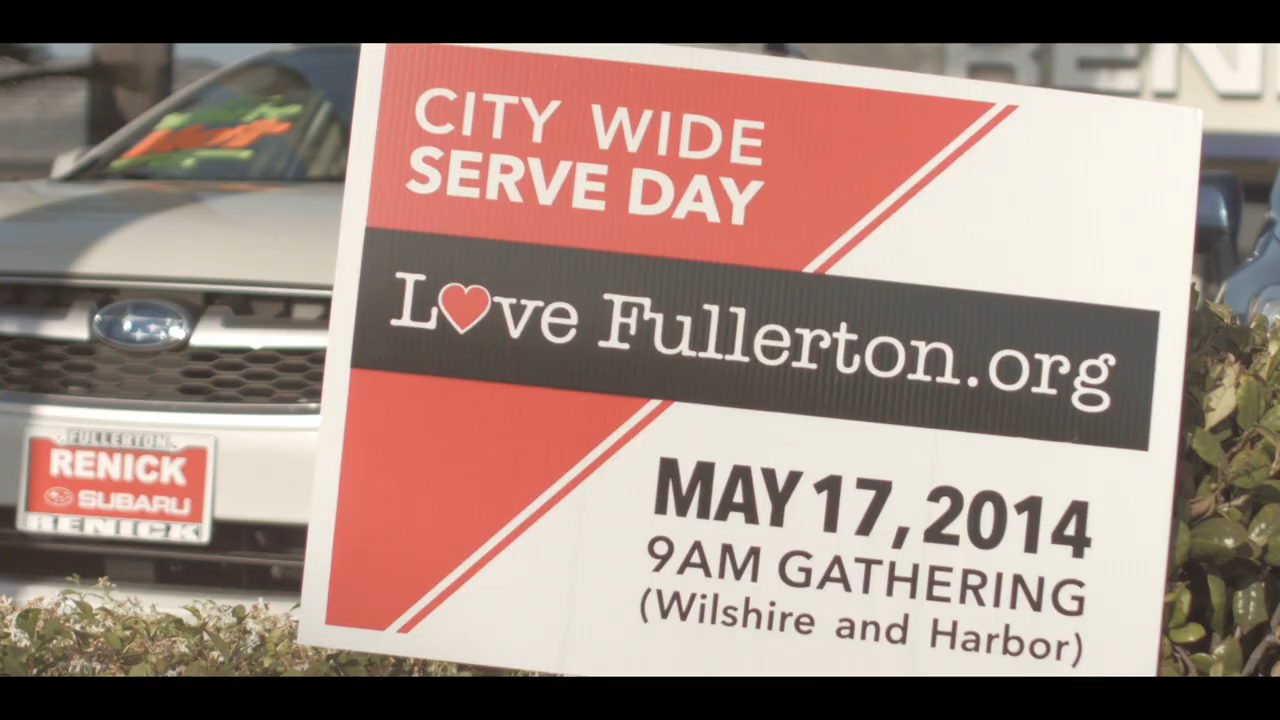 CITY WIDE
SERVE DAY
Love Fullerton.org
MAY 17, 2014
9AM GATHERING
(Wilshire and Harbor)
FULLERTON
RENICK
SUBARU
RENICK